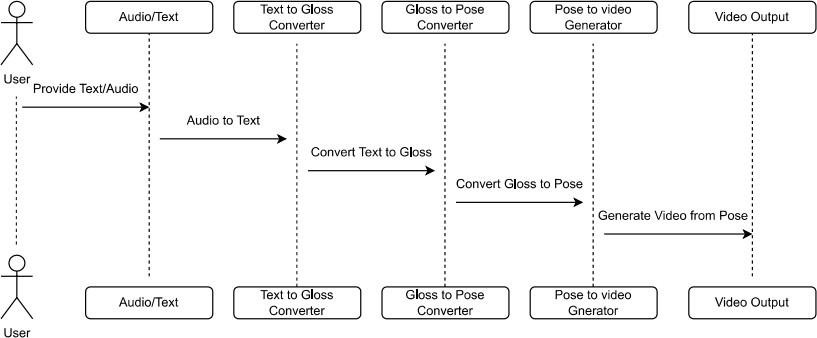 Audio/Text
Text to Gloss
Converter
Gloss to Pose
Converter
Pose to video
Generator
Video Output
User
Provide Text/Audio
Audio to Text
Convert Text to Gloss
Convert Gloss to Pose
Generate Video from Pose
Audio/Text
Text to Gloss
Converter
Gloss to Pose
Converter
Pose to video
Gnerator
Video Output
User